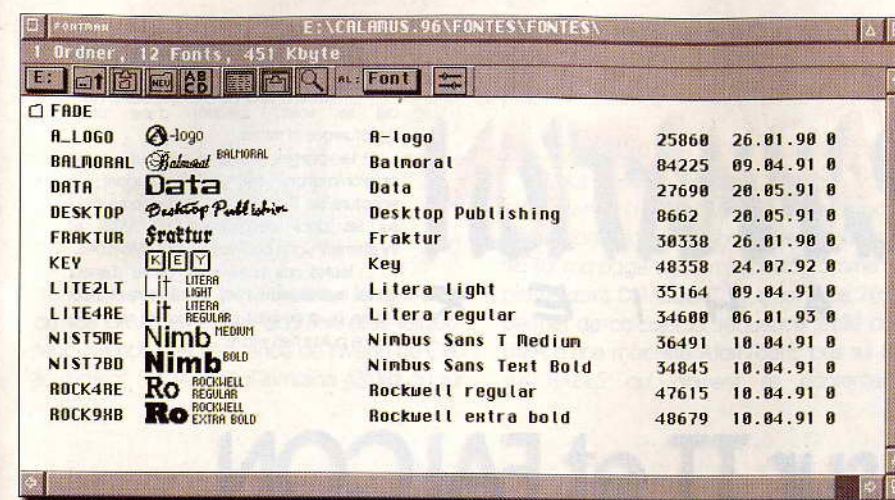 FONTMAN E:\CALAMUS.96\FONTES\FONTES\
1 Ordner, 12 Fonts, 451 Kbyte
E: NEU AB CD AL: Font
FADE
A_LOGO A-logo A-logo 25860 26.01.90 0
BALMORAL Balmoral BALMORAL Balmoral 84225 09.04.91 0
DATA Data Data 27690 20.05.91 0
DESKTOP Desktop Publishin Desktop Publishing 8662 20.05.91 0
FRAKTUR Fraktur Fraktur 30338 26.01.90 0
KEY KEY Key 48358 24.07.92 0
LITE2LT Lit LITERA LIGHT Litera light 35164 09.04.91 0
LITE4RE Lit LITERA REGULAR Litera regular 34600 06.01.93 0
NIST5ME Nimb MEDIUM Nimbus Sans T Medium 36491 10.04.91 0
NIST7BD Nimb BOLD Nimbus Sans Text Bold 34845 10.04.91 0
ROCK4RE Ro ROCKWELL REGULAR Rockwell regular 47615 10.04.91 0
ROCK9XB Ro ROCKWELL EXTRA BOLD Rockwell extra bold 48679 10.04.91 0